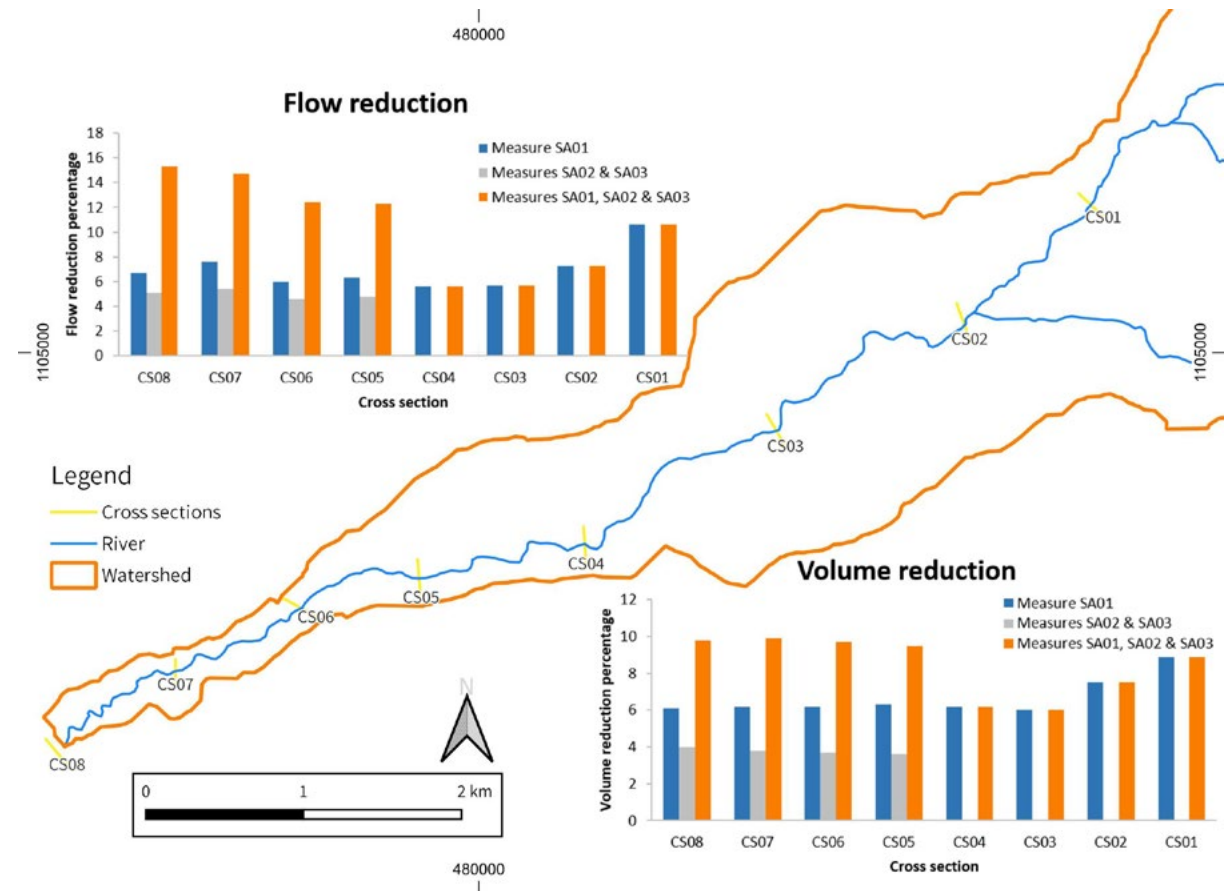 480000
Flow reduction
Flow reduction percentage
18
16
14
12
10
8
6
4
2
0
Measure SA01
Measures SA02 & SA03
Measures SA01, SA02 & SA03
CS08 CS07 CS06 CS05 CS04 CS03 CS02 CS01
Cross section
1105000
1105000
CS01
CS02
CS03
CS04
CS05
CS06
CS07
CS08
Legend
Cross sections
River
Watershed
N
0 1 2 km
Volume reduction
Volume reduction percentage
12
10
8
6
4
2
0
Measure SA01
Measures SA02 & SA03
Measures SA01, SA02 & SA03
CS08 CS07 CS06 CS05 CS04 CS03 CS02 CS01
Cross section
480000